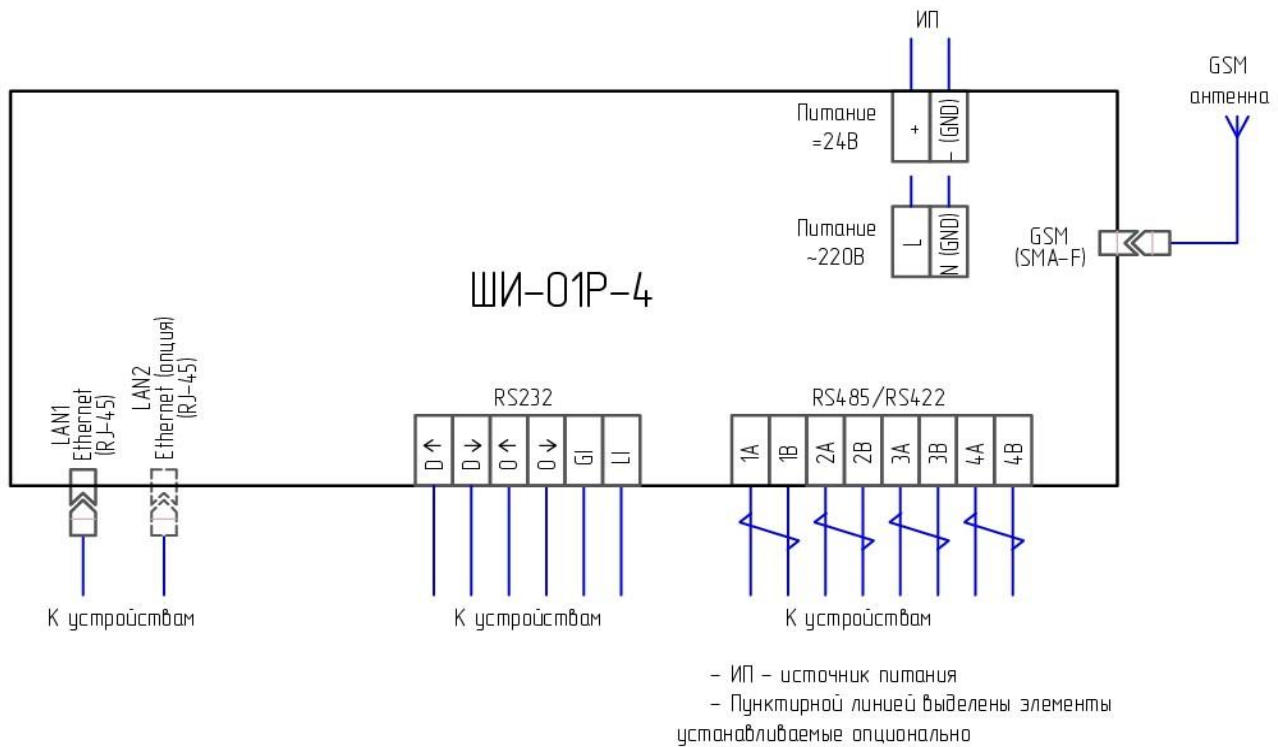 ИП
GSM
антенна
Питание
=24В
+
- (GND)
Питание
~220В
L
N (GND)
GSM
(SMA-F)
ШИ-01Р-4
LAN1
Ethernet
(RJ-45)
LAN2
Ethernet (опция)
(RJ-45)
RS232
D ↑
D ↓
0 ↑
0 ↓
GI
LI
RS485/RS422
1A
1B
2A
2B
3A
3B
4A
4B
К устройствам
К устройствам
К устройствам
- ИП - источник питания
- Пунктирной линией выделены элементы
устанавливаемые опционально